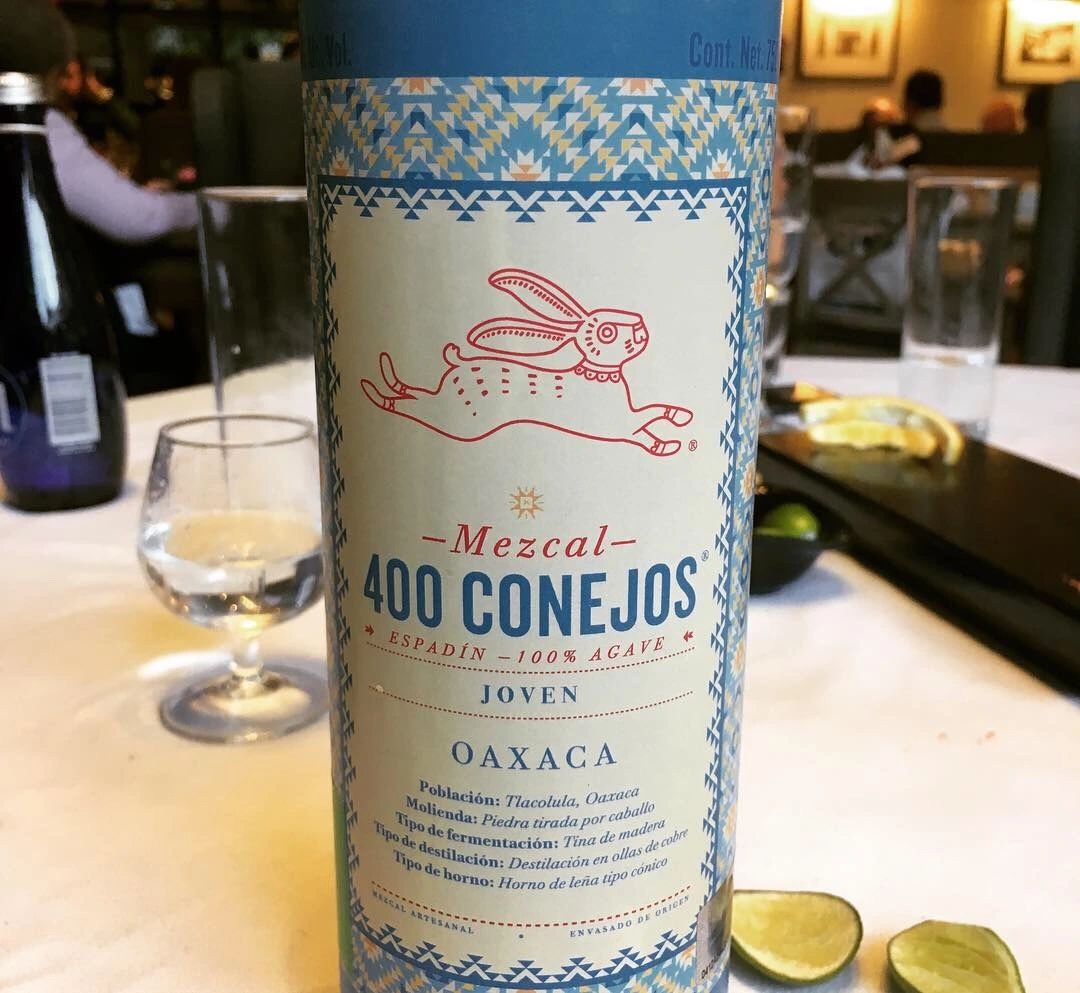 Vol.
Cont. Net. 75
–Mezcal–
400 CONEJOS®
ESPADÍN –100% AGAVE
JOVEN
OAXACA
Población: Tlacolula, Oaxaca
Molienda: Piedra tirada por caballo
Tipo de fermentación: Tina de madera
Tipo de destilación: Destilación en ollas de cobre
Tipo de horno: Horno de leña tipo cónico
MEZCAL ARTESANAL • ENVASADO DE ORIGEN